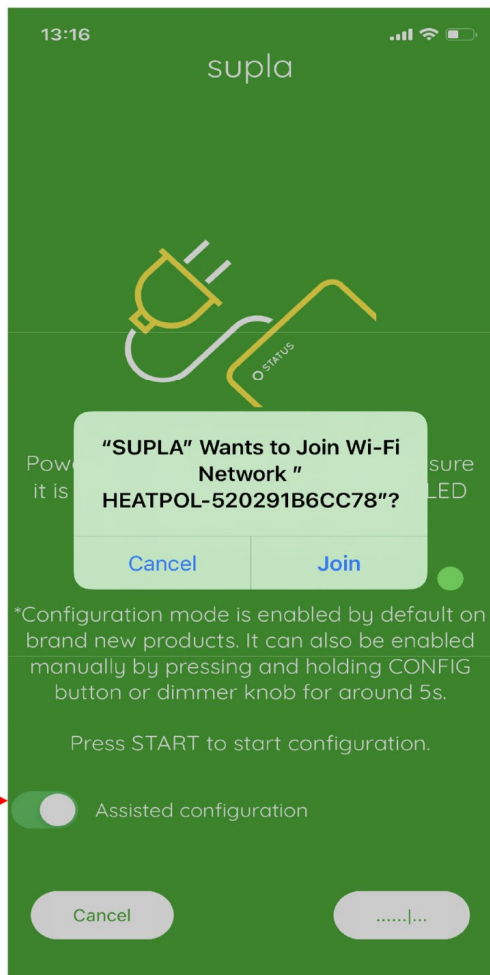 13:16
supla
STATUS
"SUPLA" Wants to Join Wi-Fi
Network "
HEATPOL-520291B6CC78"?
Cancel
Join
Pow
sure
it is
LED
*Configuration mode is enabled by default on
brand new products. It can also be enabled
manually by pressing and holding CONFIG
button or dimmer knob for around 5s.
Press START to start configuration.
Assisted configuration
Cancel
......|...